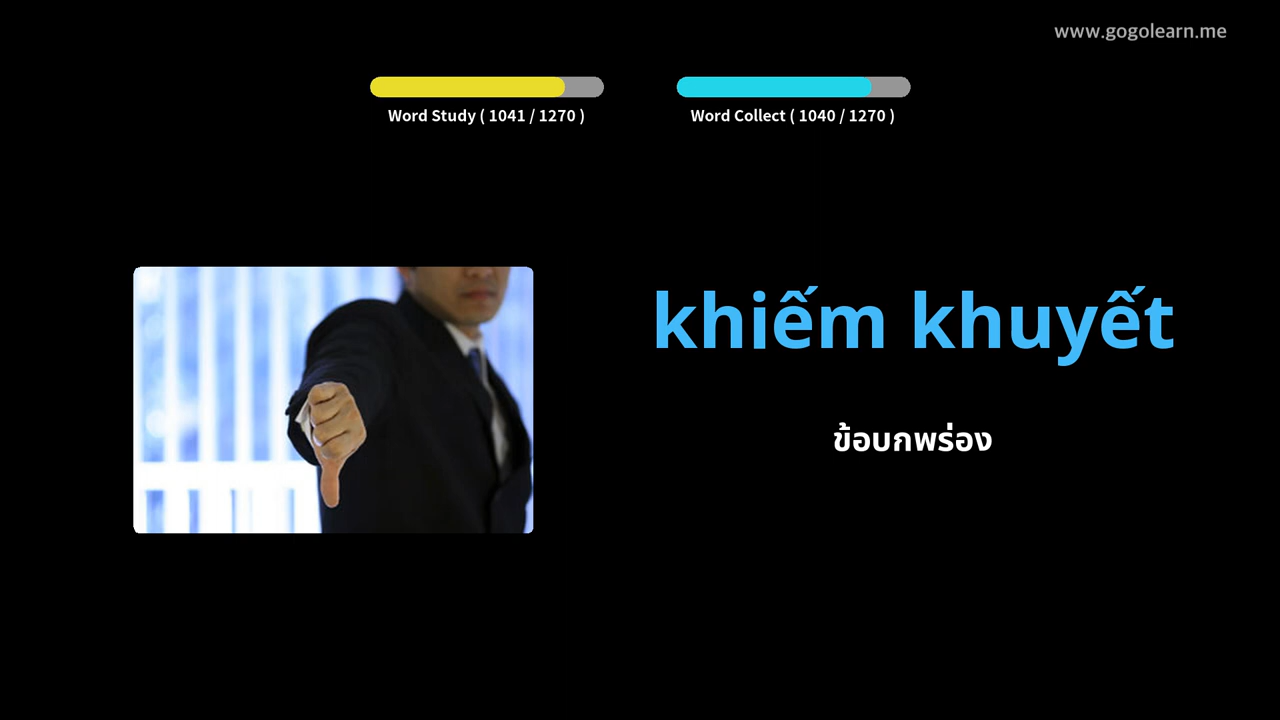 www.gogolearn.me
Word Study ( 1041 / 1270 )
Word Collect ( 1040 / 1270 )
khiếm khuyết
ข้อบกพร่อง